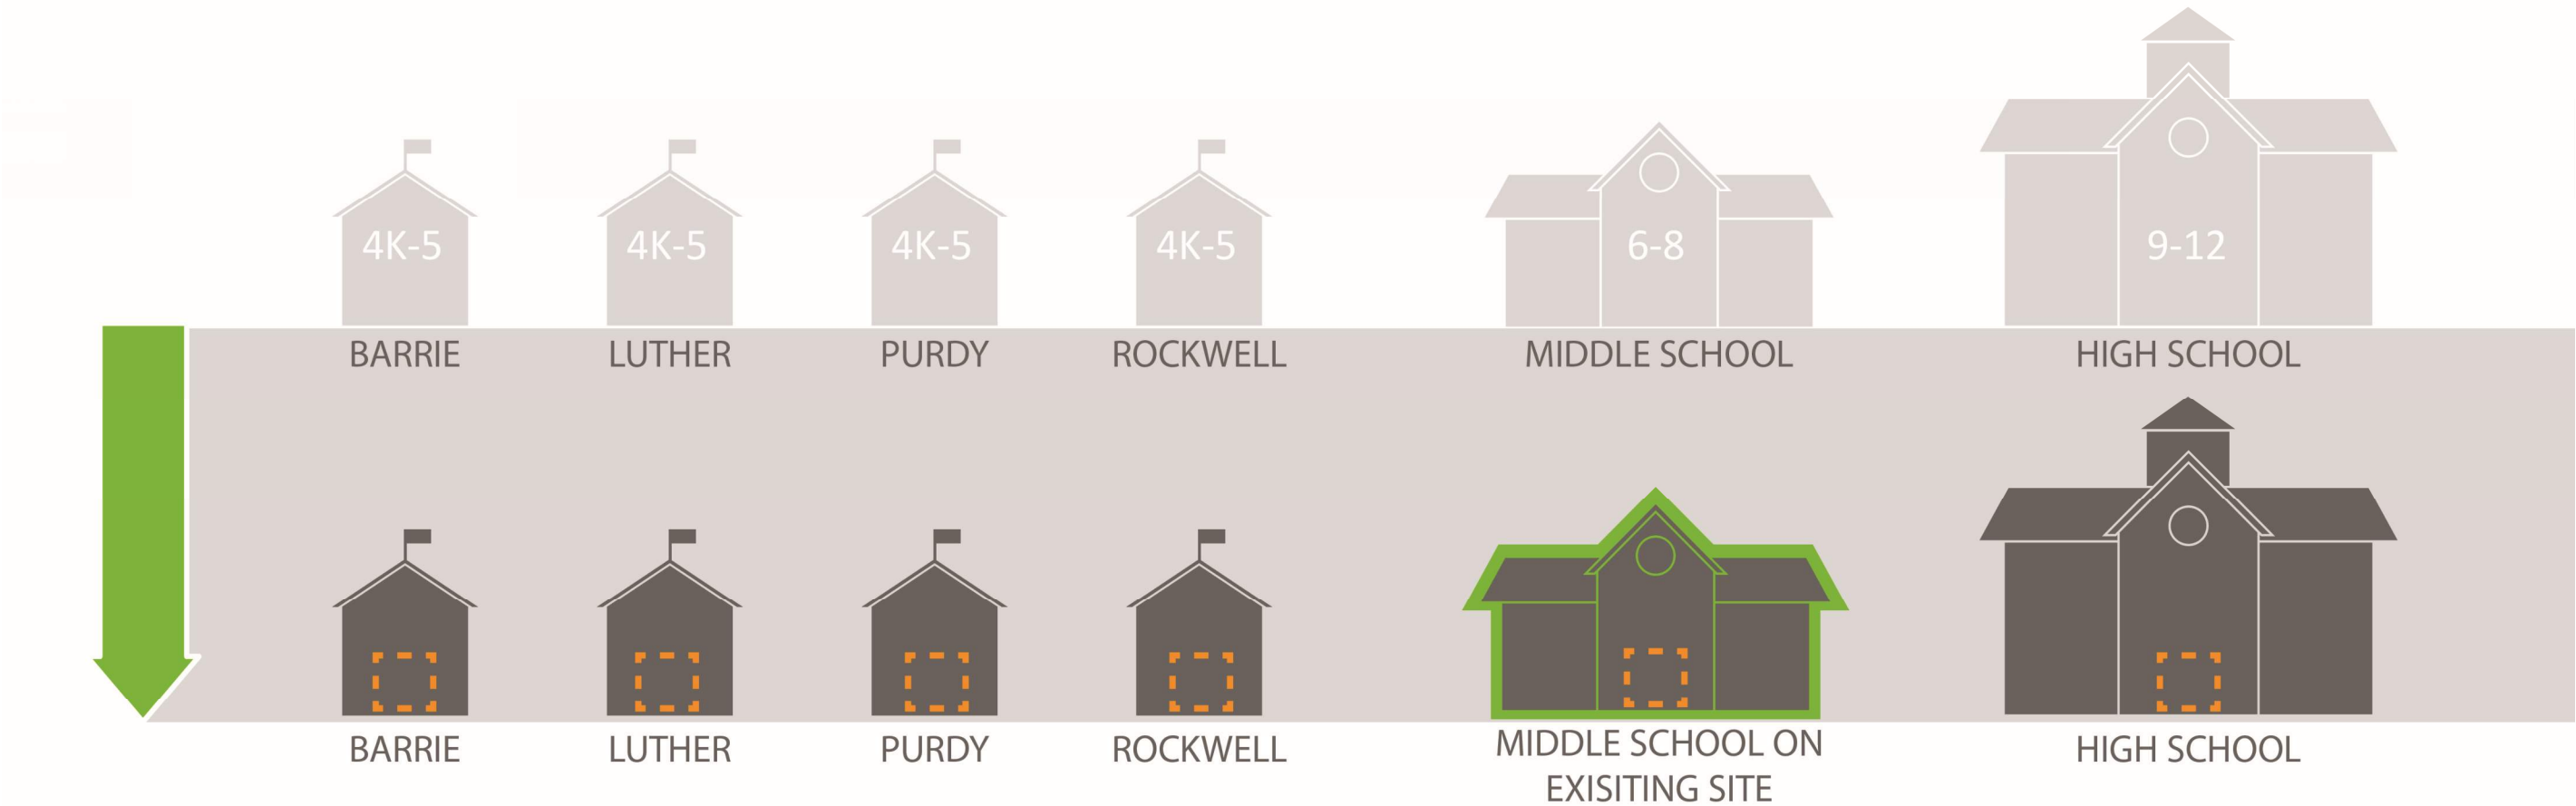 4K-5 4K-5 4K-5 4K-5 6-8 9-12
BARRIE LUTHER PURDY ROCKWELL MIDDLE SCHOOL HIGH SCHOOL
BARRIE LUTHER PURDY ROCKWELL MIDDLE SCHOOL ON HIGH SCHOOL
EXISITING SITE